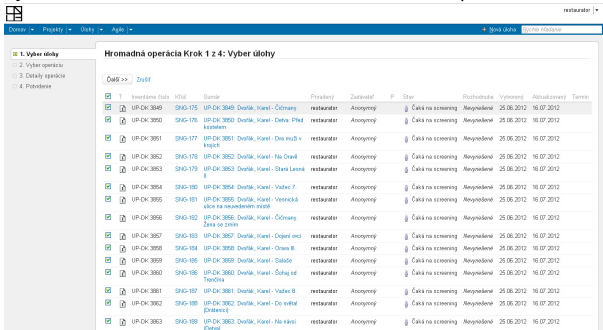 restaurator
Domov Projekty Úlohy Agile Nová úloha Rýchle hľadanie
1. Vyber úlohy
2. Vyber operáciu
3. Detaily operácie
4. Potvrdenie
Hromadná operácia Krok 1 z 4: Vyber úlohy
Ďalší >> Zrušiť
T Inventárne číslo Kľúč Sumár Poradený Zadávateľ P Stav Rozhodnutie Vytvorený Aktualizovaný Termín
UP-DK 3849 SNG-175 UP-DK 3849: Dvořák, Karel - Čičmany restaurator Anonymný Čaká na screening Nevyriešené 25.06.2012 16.07.2012
UP-DK 3850 SNG-176 UP-DK 3850: Dvořák, Karel - Detva: Před kostelem restaurator Anonymný Čaká na screening Nevyriešené 25.06.2012 16.07.2012
UP-DK 3851 SNG-177 UP-DK 3851: Dvořák, Karel - Dva muži v krojích restaurator Anonymný Čaká na screening Nevyriešené 25.06.2012 16.07.2012
UP-DK 3852 SNG-178 UP-DK 3852: Dvořák, Karel - Na Oravě restaurator Anonymný Čaká na screening Nevyriešené 25.06.2012 16.07.2012
UP-DK 3853 SNG-179 UP-DK 3853: Dvořák, Karel - Stará Lesná II. restaurator Anonymný Čaká na screening Nevyriešené 25.06.2012 16.07.2012
UP-DK 3854 SNG-180 UP-DK 3854: Dvořák, Karel - Važec 7. restaurator Anonymný Čaká na screening Nevyriešené 25.06.2012 16.07.2012
UP-DK 3855 SNG-181 UP-DK 3855: Dvořák, Karel - Vesnická ulice na neuvedeném místě restaurator Anonymný Čaká na screening Nevyriešené 25.06.2012 16.07.2012
UP-DK 3856 SNG-182 UP-DK 3856: Dvořák, Karel - Čičmany. Žena se zrním restaurator Anonymný Čaká na screening Nevyriešené 25.06.2012 16.07.2012
UP-DK 3857 SNG-183 UP-DK 3857: Dvořák, Karel - Dojení ovcí restaurator Anonymný Čaká na screening Nevyriešené 25.06.2012 16.07.2012
UP-DK 3858 SNG-184 UP-DK 3858: Dvořák, Karel - Orava III. restaurator Anonymný Čaká na screening Nevyriešené 25.06.2012 16.07.2012
UP-DK 3859 SNG-185 UP-DK 3859: Dvořák, Karel - Salaše restaurator Anonymný Čaká na screening Nevyriešené 25.06.2012 16.07.2012
UP-DK 3860 SNG-186 UP-DK 3860: Dvořák, Karel - Šohaj od Trenčína restaurator Anonymný Čaká na screening Nevyriešené 25.06.2012 16.07.2012
UP-DK 3861 SNG-187 UP-DK 3861: Dvořák, Karel - Važec 8. restaurator Anonymný Čaká na screening Nevyriešené 25.06.2012 16.07.2012
UP-DK 3862 SNG-188 UP-DK 3862: Dvořák, Karel - Do světa! (Dráteníci) restaurator Anonymný Čaká na screening Nevyriešené 25.06.2012 16.07.2012
UP-DK 3863 SNG-189 UP-DK 3863: Dvořák, Karel - Na návsi (Detva) restaurator Anonymný Čaká na screening Nevyriešené 25.06.2012 16.07.2012